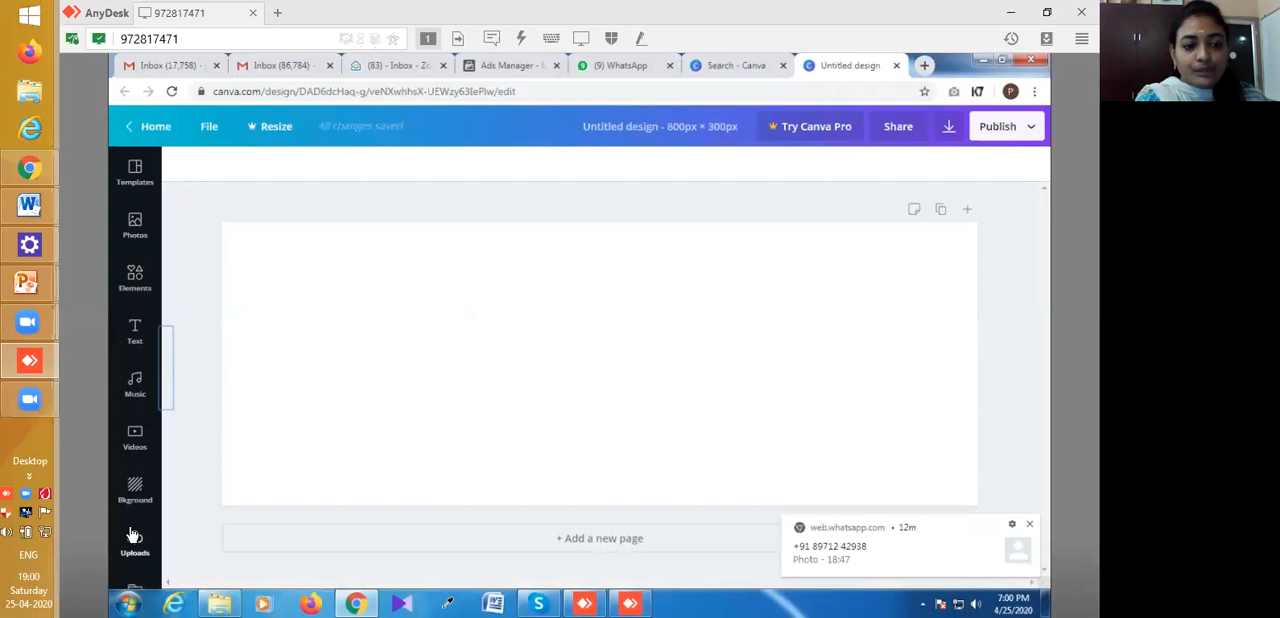 AnyDesk
972817471
972817471
1
Inbox (17,758) -
Inbox (86,784) -
(83) - Inbox - Zo
Ads Manager - M
(9) WhatsApp
Search - Canva
Untitled design
canva.com/design/DAD6dcHaq-g/veNXwhhsX-UEWzy63IePlw/edit
K7
P
Home
File
Resize
All changes saved
Untitled design - 800px × 300px
Try Canva Pro
Share
Publish
Templates
Photos
Elements
Text
Music
Videos
Bkground
Uploads
+ Add a new page
web.whatsapp.com • 12m
+91 89712 42938
Photo - 18:47
Desktop
ENG
19:00
Saturday
25-04-2020
7:00 PM
4/25/2020